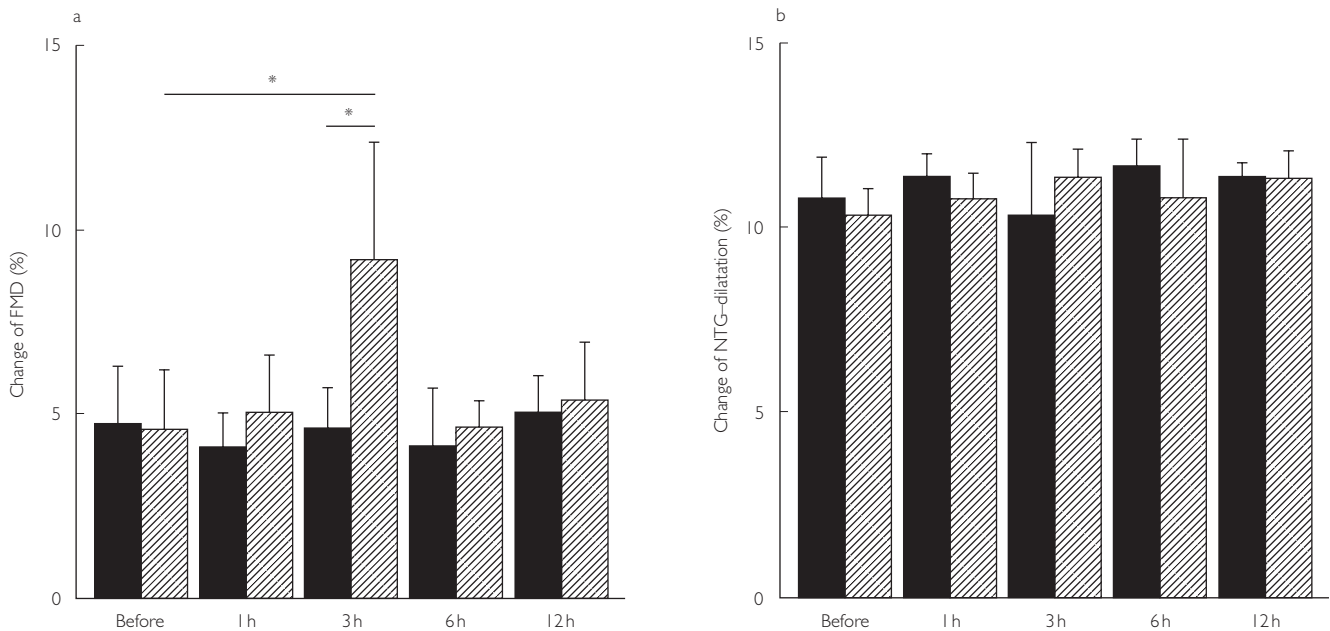 a
15
10
5
0
Change of FMD (%)
*
*
Before 1 h 3 h 6 h 12 h
b
15
10
5
0
Change of NTG–dilatation (%)
Before 1 h 3 h 6 h 12 h